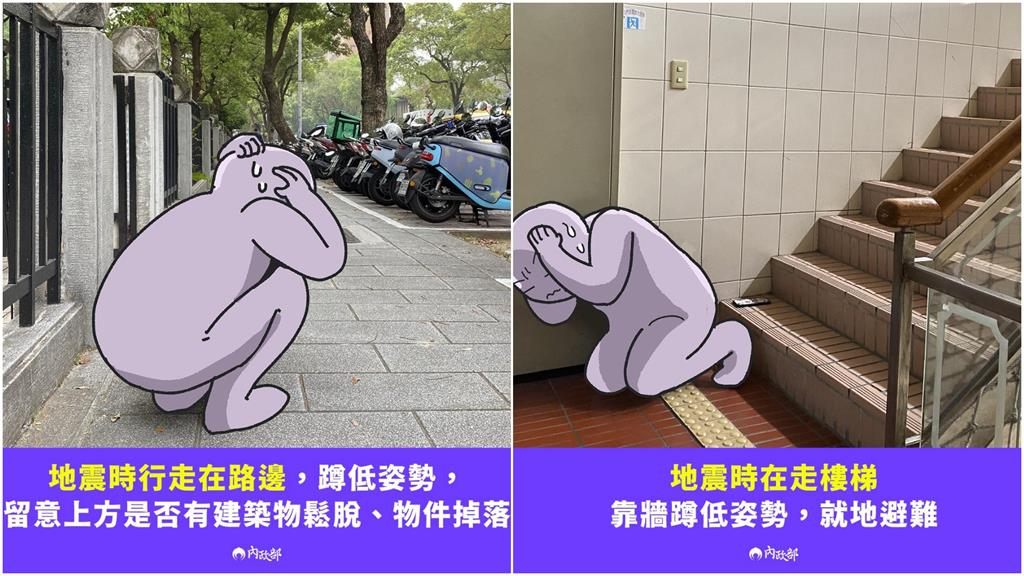 地震時行走在路邊，蹲低姿勢，
留意上方是否有建築物鬆脫、物件掉落
內政部
地震時在走樓梯
靠牆蹲低姿勢，就地避難
內政部